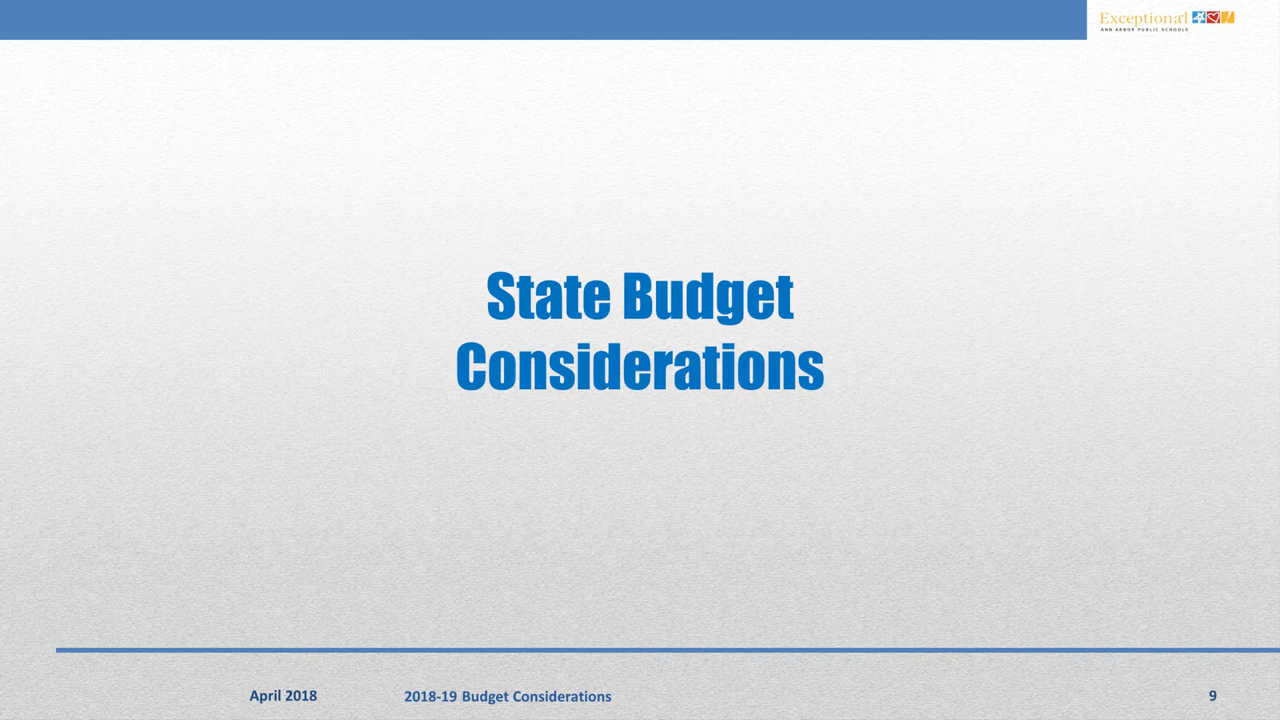 Exceptional
ANN ARBOR PUBLIC SCHOOLS
State Budget
Considerations
April 2018
2018-19 Budget Considerations
9